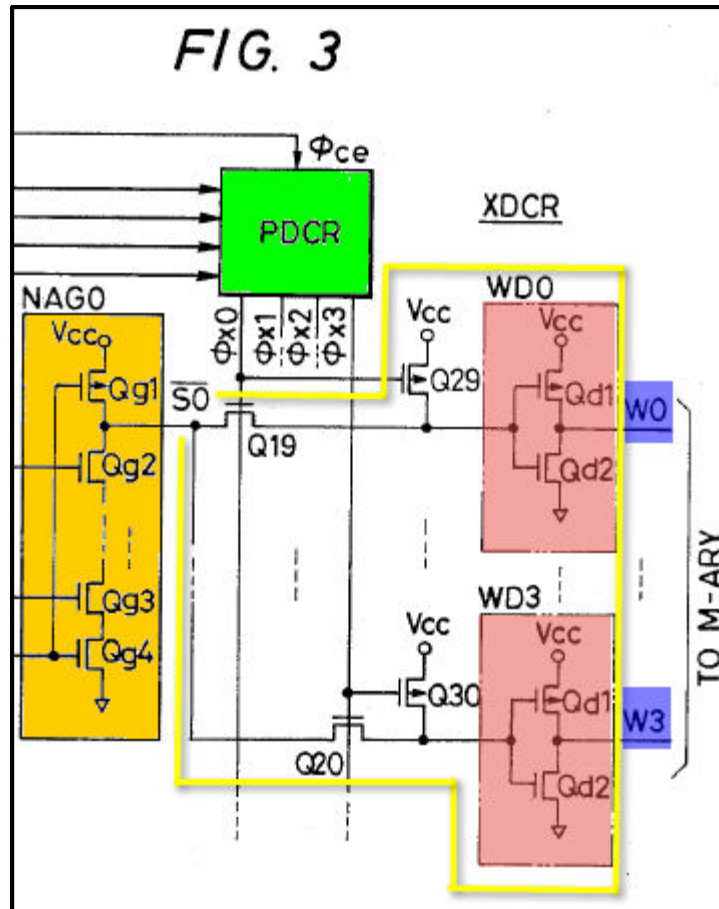 FIG. 3
Φce
PDCR
XDCR
NAG0
WD0
Vcc
Φx0
Φx1
Φx2
Φx3
Vcc
Vcc
Qg1
S0
Q29
Qd1
W0
Q19
Qg2
Qd2
WD3
Qg3
Vcc
Vcc
Qg4
Q30
Qd1
W3
Q20
Qd2
TO M-ARY